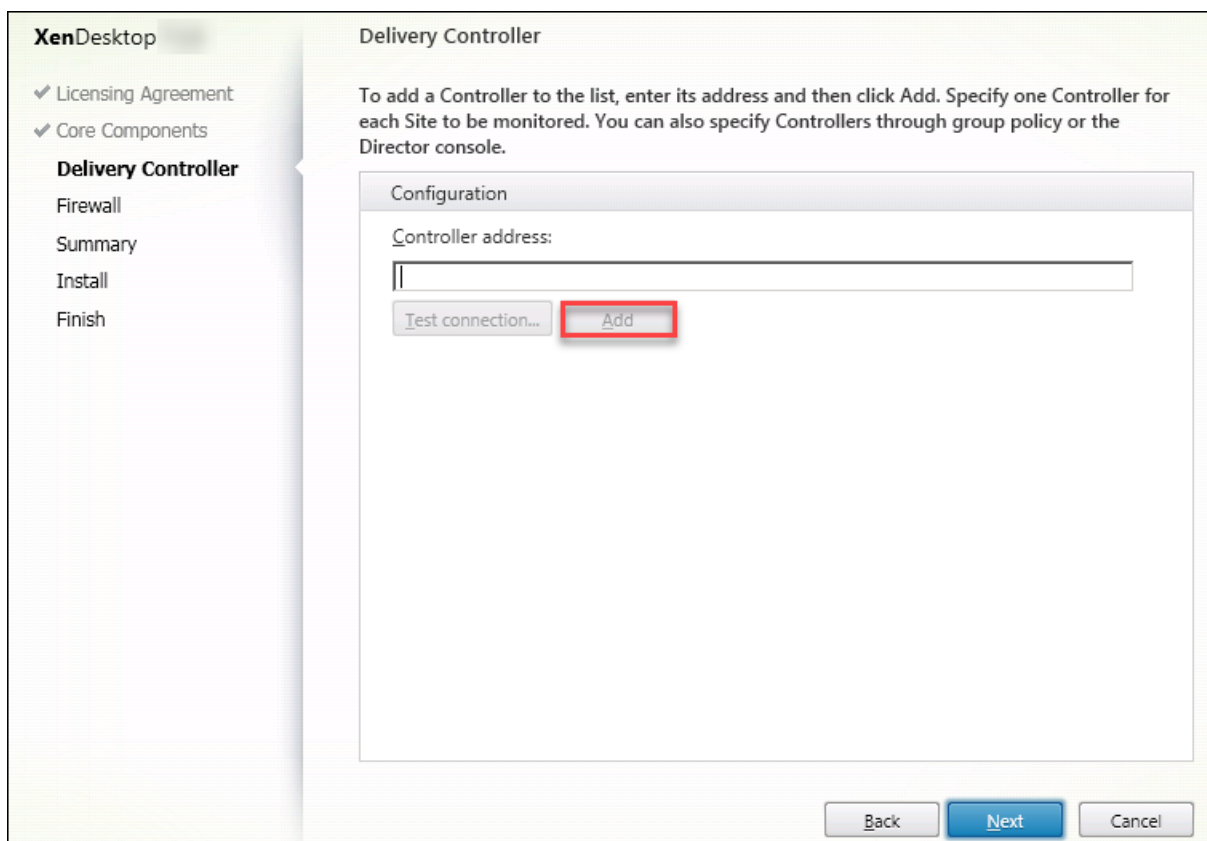 XenDesktop
Licensing Agreement
Core Components
Delivery Controller
Firewall
Summary
Install
Finish
Delivery Controller
To add a Controller to the list, enter its address and then click Add. Specify one Controller for
each Site to be monitored. You can also specify Controllers through group policy or the
Director console.
Configuration
Controller address:
Test connection...
Add
Back
Next
Cancel